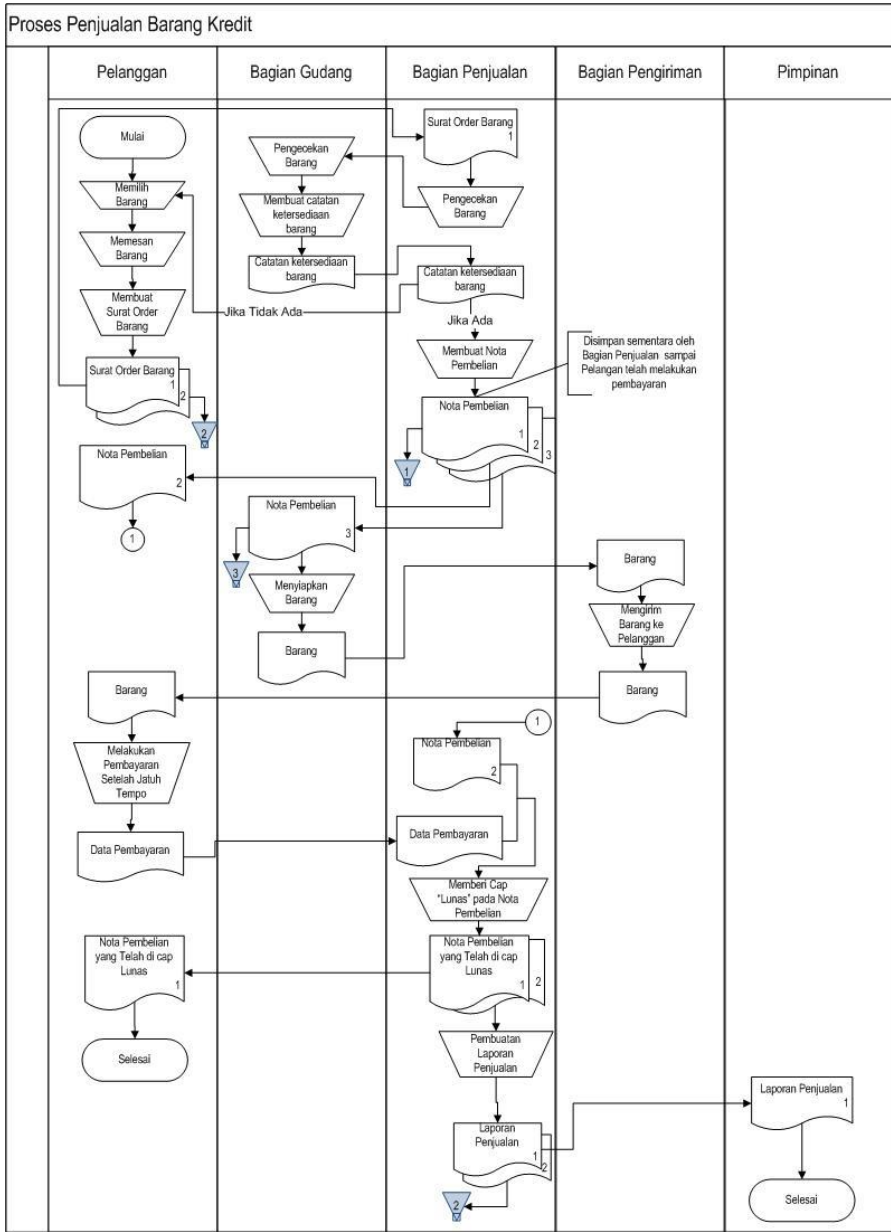 Proses Penjualan Barang Kredit
Pelanggan
Bagian Gudang
Bagian Penjualan
Bagian Pengiriman
Pimpinan
Mulai
Memilih
Barang
Memesan
Barang
Membuat
Surat Order
Barang
Surat Order Barang
1
2
2
Pengecekan
Barang
Membuat catatan
ketersediaan
barang
Catatan ketersediaan
barang
Surat Order Barang
1
Pengecekan
Barang
Catatan ketersediaan
barang
Jika Tidak Ada
Jika Ada
Membuat Nota
Pembelian
Disimpan sementara oleh
Bagian Penjualan sampai
Pelangan telah melakukan
pembayaran
Nota Pembelian
1
2
3
1
Nota Pembelian
2
1
Nota Pembelian
3
3
Menyiapkan
Barang
Barang
Barang
Mengirim
Barang ke
Pelanggan
Barang
Barang
Melakukan
Pembayaran
Setelah Jatuh
Tempo
Data Pembayaran
1
Nota Pembelian
2
Data Pembayaran
Memberi Cap
"Lunas" pada Nota
Pembelian
Nota Pembelian
yang Telah di cap
Lunas
1
2
Nota Pembelian
yang Telah di cap
Lunas
1
Selesai
Pembuatan
Laporan
Penjualan
Laporan
Penjualan
1
2
2
Laporan Penjualan
1
Selesai